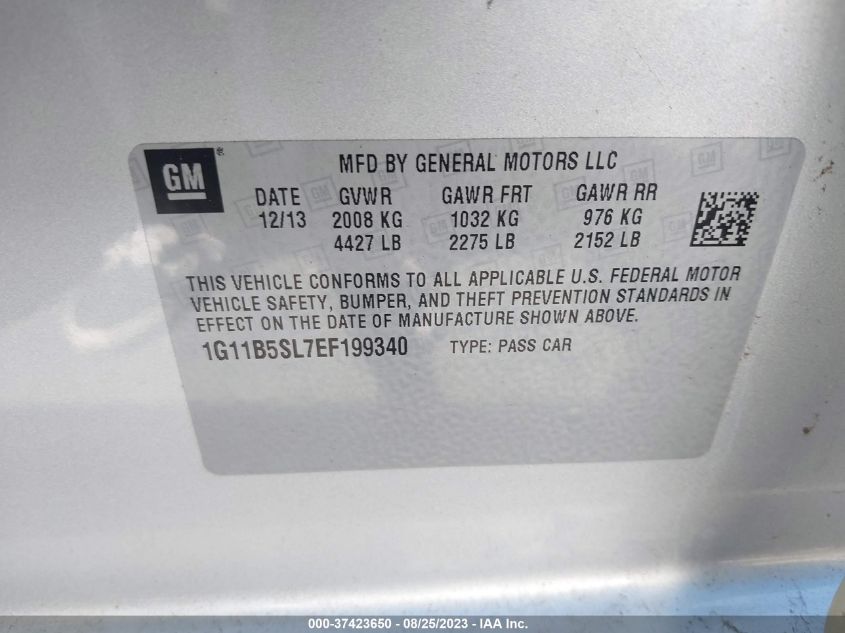 GM ®
MFD BY GENERAL MOTORS LLC
DATE GVWR GAWR FRT GAWR RR
12/13 2008 KG 1032 KG 976 KG
4427 LB 2275 LB 2152 LB
THIS VEHICLE CONFORMS TO ALL APPLICABLE U.S. FEDERAL MOTOR
VEHICLE SAFETY, BUMPER, AND THEFT PREVENTION STANDARDS IN
EFFECT ON THE DATE OF MANUFACTURE SHOWN ABOVE.
1G11B5SL7EF199340 TYPE: PASS CAR
000-37423650 - 08/25/2023 - IAA Inc.